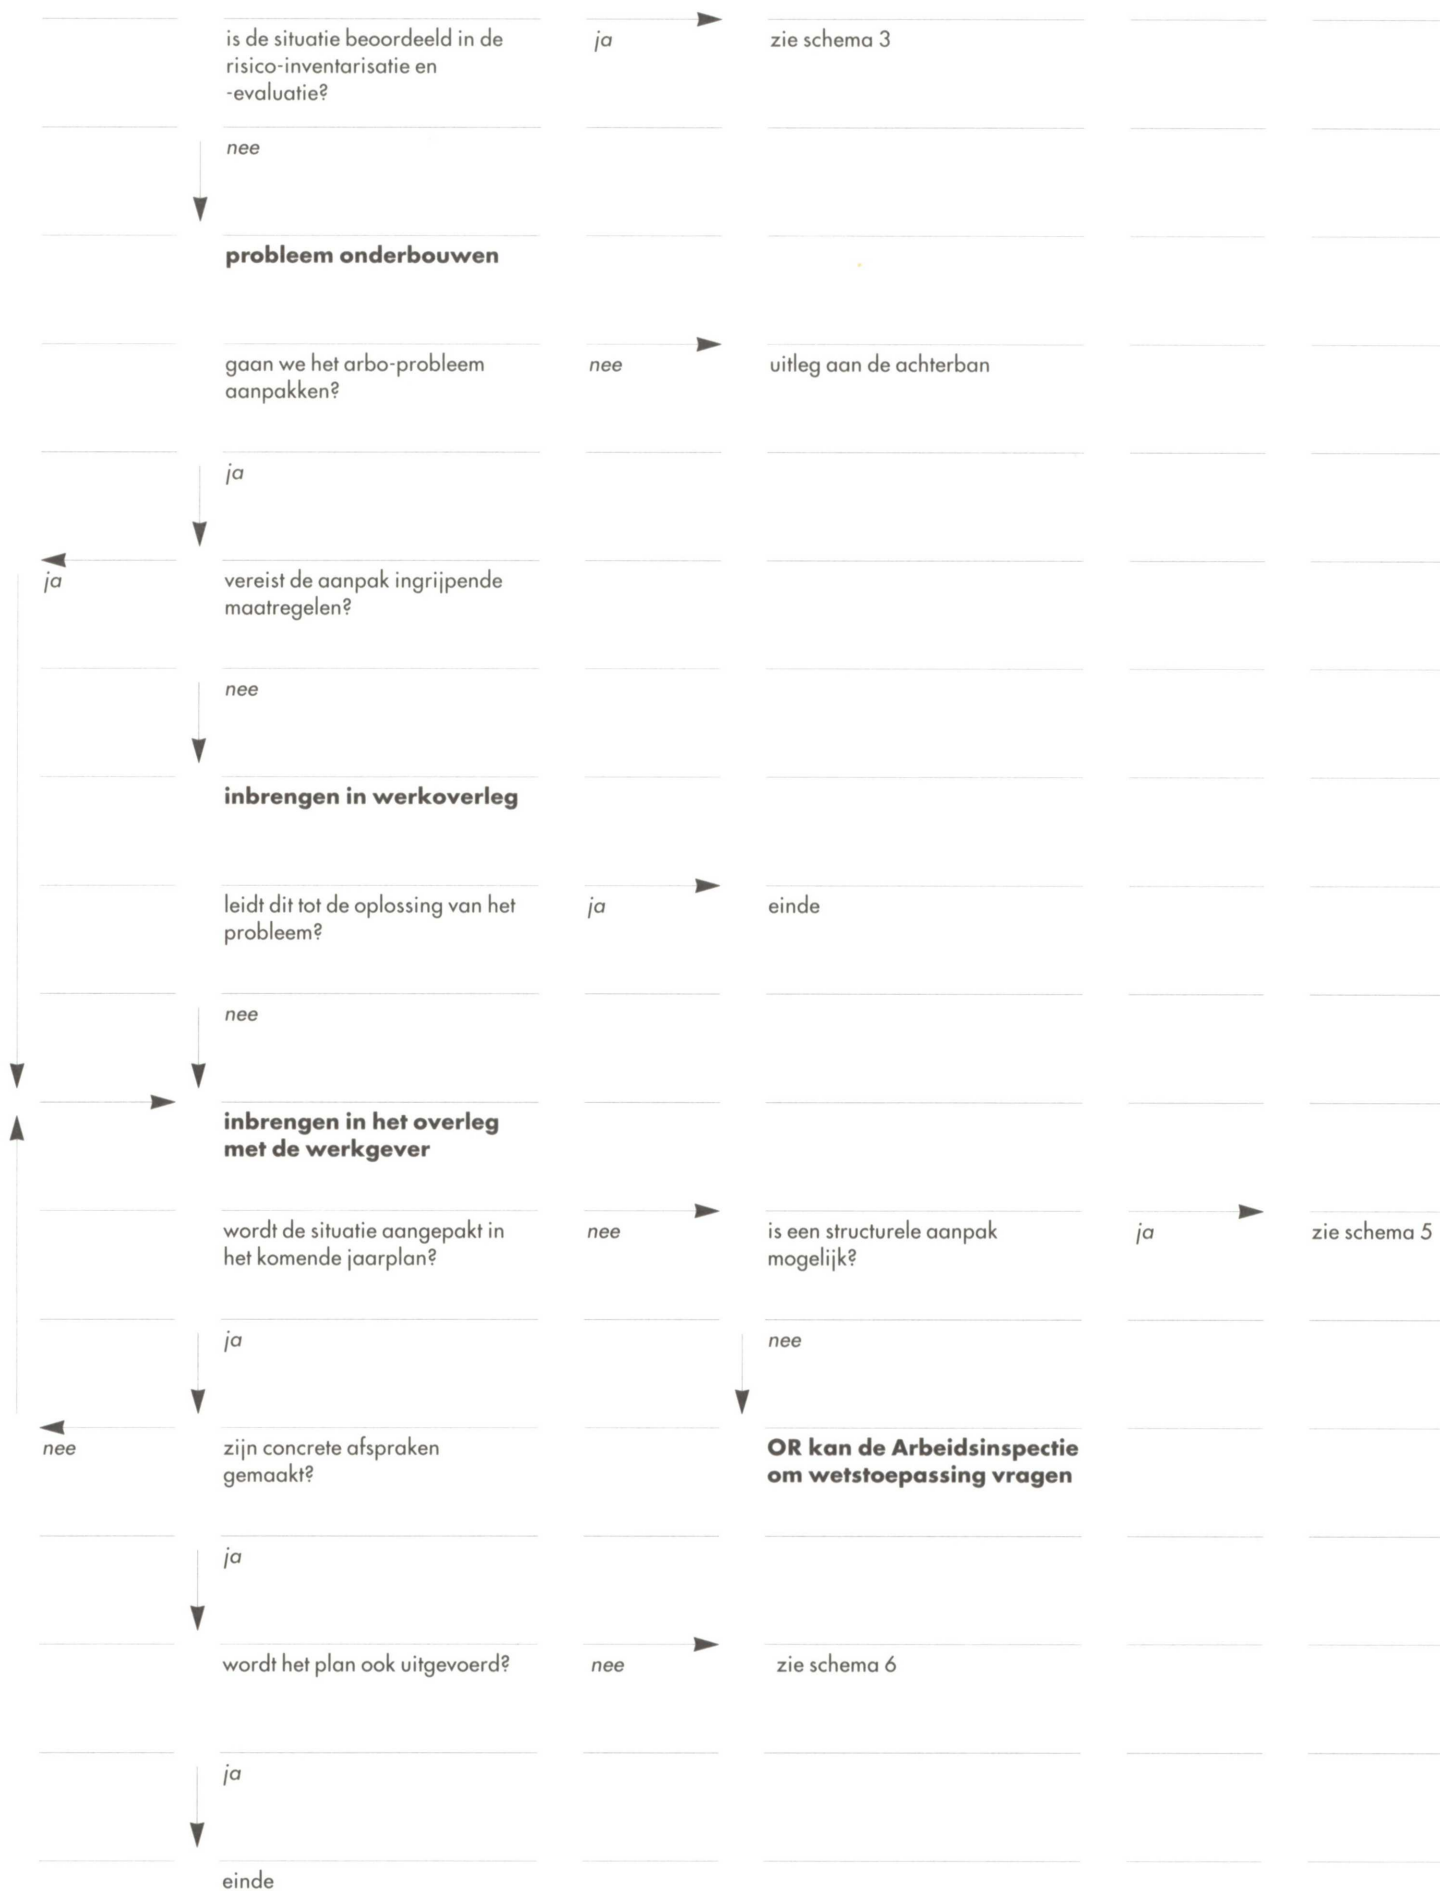 is de situatie beoordeeld in de
risico-inventarisatie en
-evaluatie?
ja
zie schema 3
nee
probleem onderbouwen
gaan we het arbo-probleem
aanpakken?
nee
uitleg aan de achterban
ja
ja
vereist de aanpak ingrijpende
maatregelen?
nee
inbrengen in werkoverleg
leidt dit tot de oplossing van het
probleem?
ja
einde
nee
inbrengen in het overleg
met de werkgever
wordt de situatie aangepakt in
het komende jaarplan?
nee
is een structurele aanpak
mogelijk?
ja
zie schema 5
ja
nee
nee
zijn concrete afspraken
gemaakt?
OR kan de Arbeidsinspectie
om wetstoepassing vragen
ja
wordt het plan ook uitgevoerd?
nee
zie schema 6
ja
einde